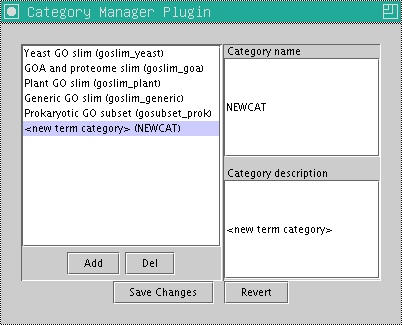 Category Manager Plugin
Yeast GO slim (goslim_yeast)
GOA and proteome slim (goslim_goa)
Plant GO slim (goslim_plant)
Generic GO slim (goslim_generic)
Prokaryotic GO subset (gosubset_prok)
<new term category> (NEWCAT)
Add
Del
Category name
NEWCAT
Category description
<new term category>
Save Changes
Revert